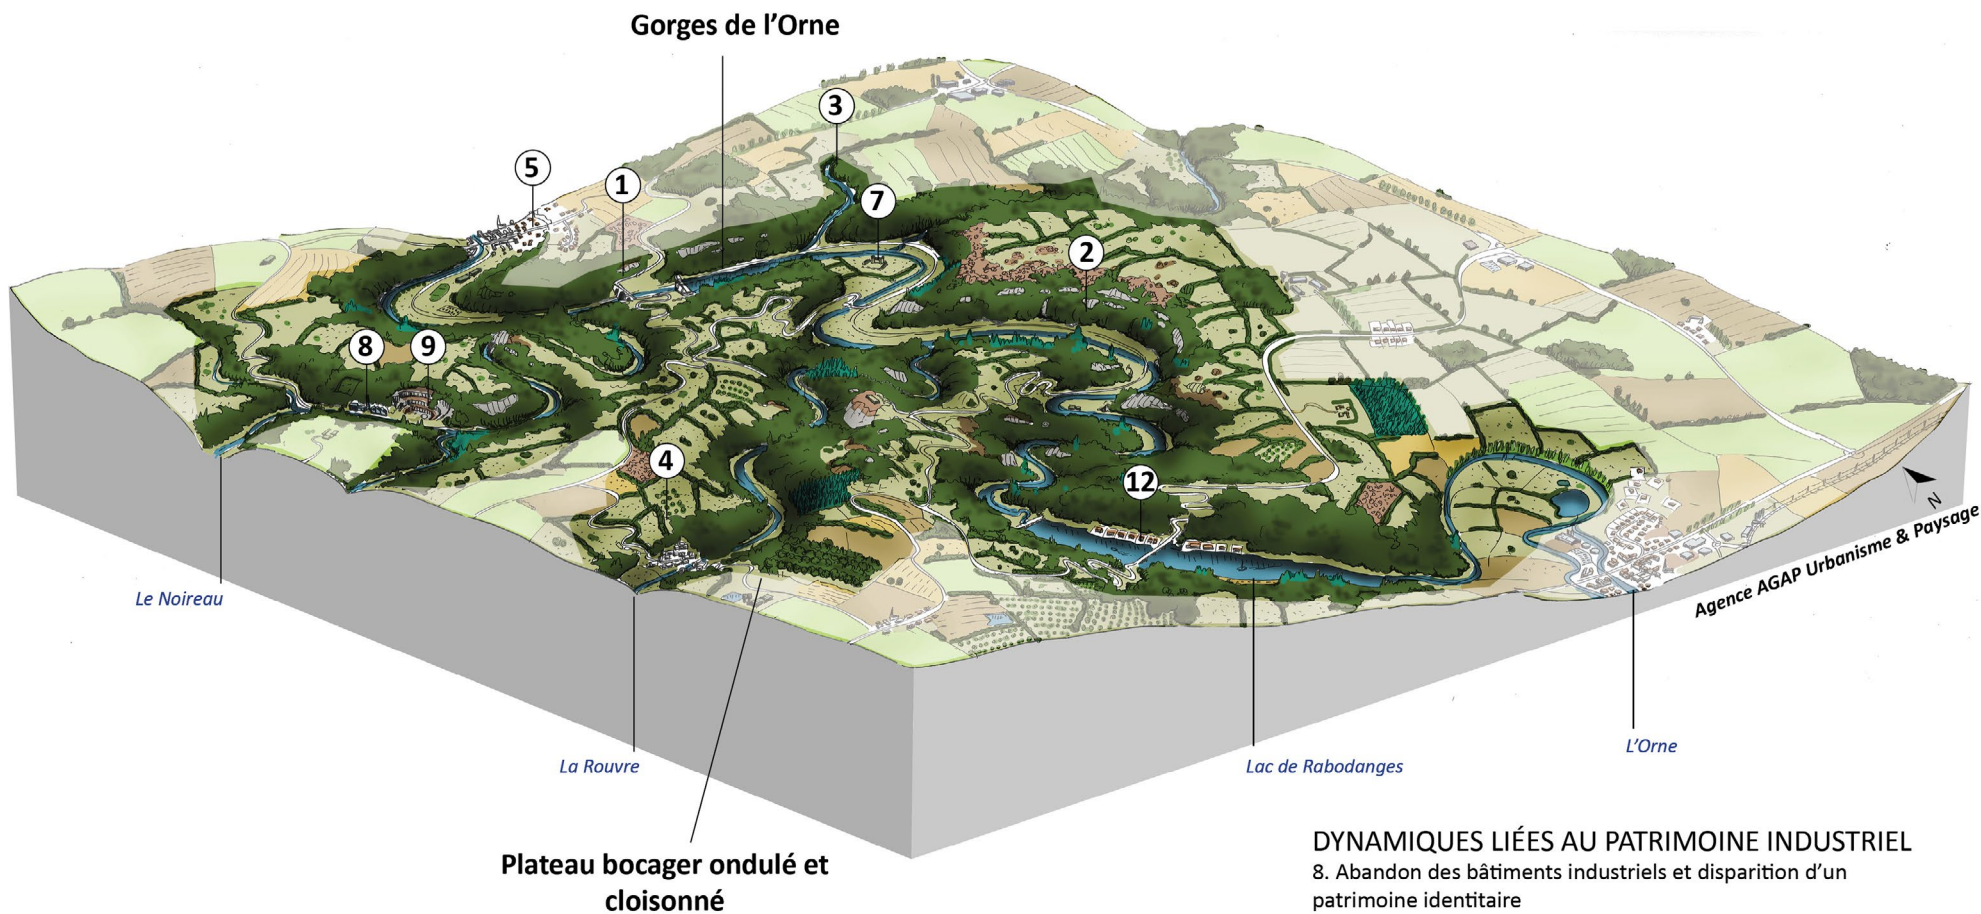 Gorges de l’Orne
3
5
1
7
2
8
9
4
12
N
Agence AGAP Urbanisme & Paysage
Le Noireau
La Rouvre
Lac de Rabodanges
L’Orne
Plateau bocager ondulé et
cloisonné
DYNAMIQUES LIÉES AU PATRIMOINE INDUSTRIEL
8. Abandon des bâtiments industriels et disparition d’un
patrimoine identitaire